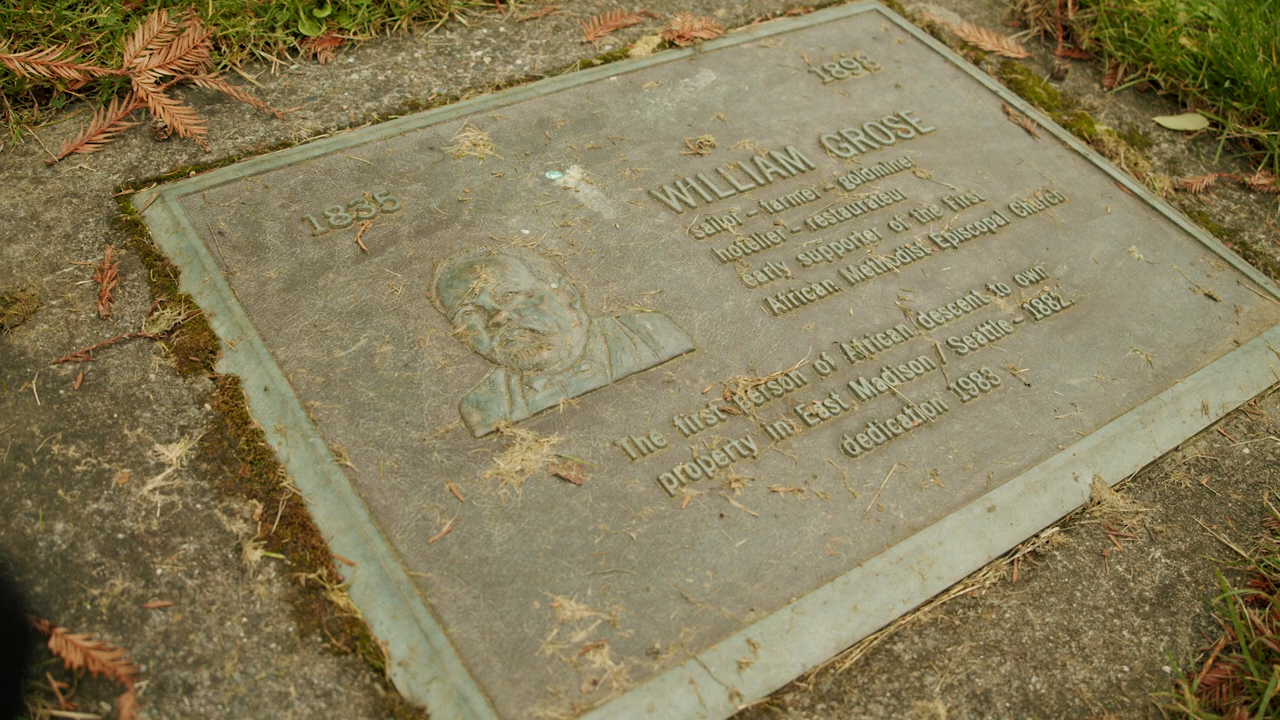 1835
1898
WILLIAM GROSE
sailor - farmer - goldminer
hotelier - restaurateur
early supporter of the first
African Methodist Episcopal Church
The first person of African descent to own
property in East Madison / Seattle - 1882
dedication 1983